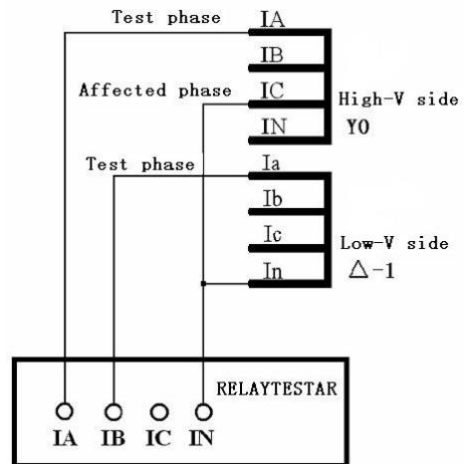 Test phase IA
IB
Affected phase IC
High-V side
IN Y0
Test phase Ia
Ib
Ic
Low-V side
In △-1
RELAYTESTAR
IA IB IC IN